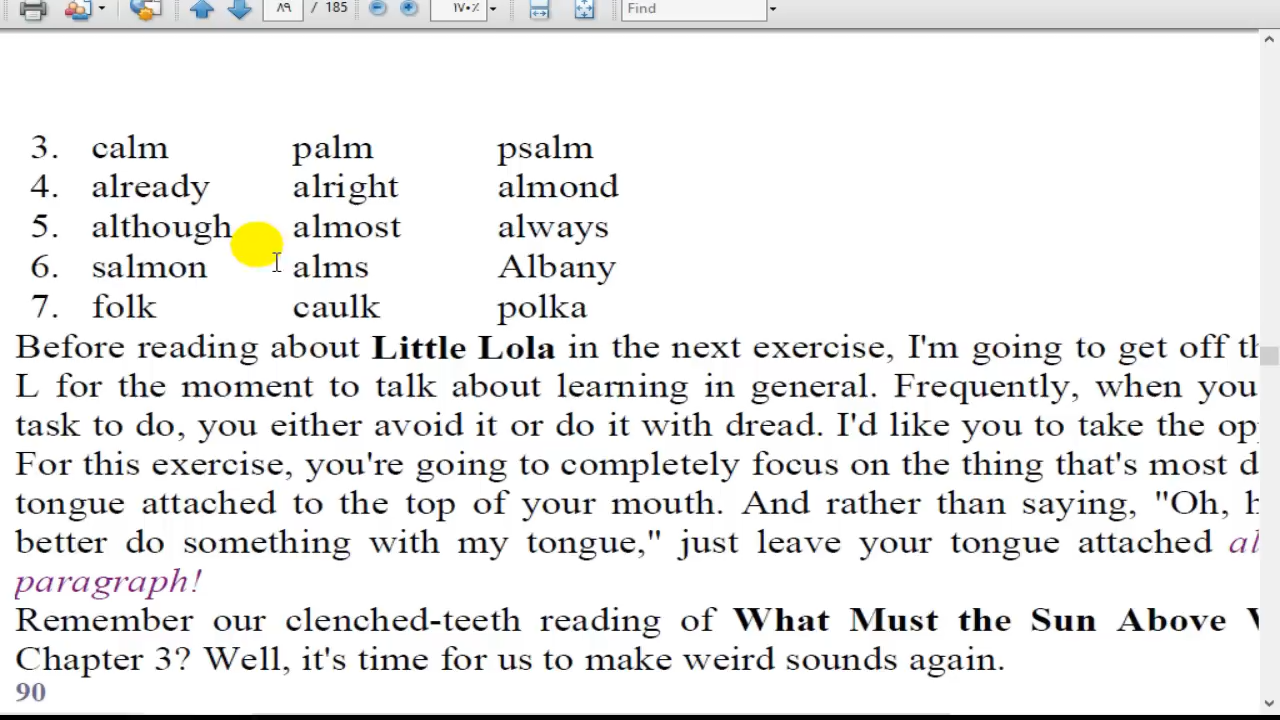 ۸۹ / 185 ۱۷۰٪ Find
3. calm palm psalm
4. already alright almond
5. although almost always
6. salmon alms Albany
7. folk caulk polka
Before reading about Little Lola in the next exercise, I'm going to get off th
L for the moment to talk about learning in general. Frequently, when you
task to do, you either avoid it or do it with dread. I'd like you to take the op
For this exercise, you're going to completely focus on the thing that's most d
tongue attached to the top of your mouth. And rather than saying, "Oh, h
better do something with my tongue," just leave your tongue attached al
paragraph!
Remember our clenched-teeth reading of What Must the Sun Above
Chapter 3? Well, it's time for us to make weird sounds again.
90